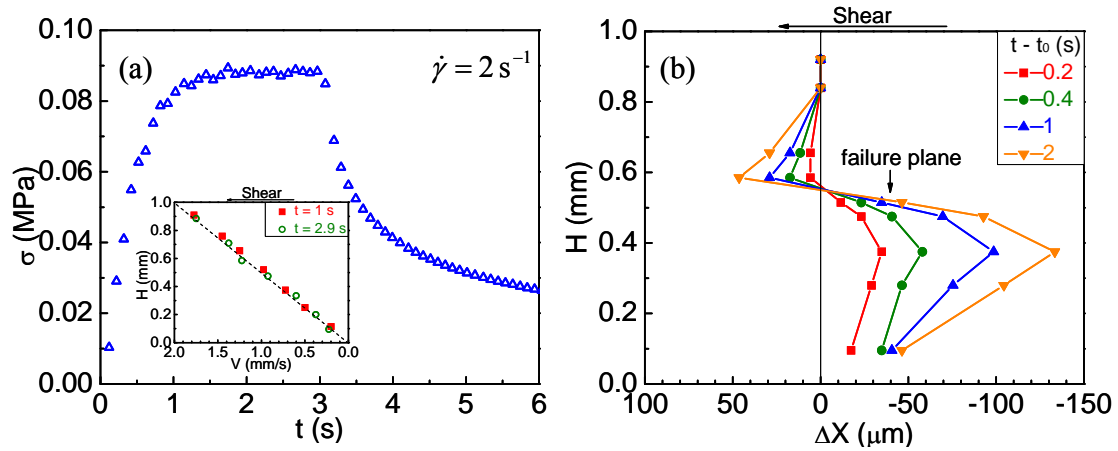 (a)
γ̇ = 2 s⁻¹
σ (MPa)
0.10
0.08
0.06
0.04
0.02
0.00
0 1 2 3 4 5 6
t (s)
Shear
t = 1 s
t = 2.9 s
H (mm)
1.0
0.8
0.6
0.4
0.2
0.0
2.0 1.5 1.0 0.5 0.0
V (mm/s)
Shear
(b)
t - t₀ (s)
0.2
0.4
1
2
failure plane
H (mm)
1.0
0.8
0.6
0.4
0.2
0.0
100 50 0 -50 -100 -150
ΔX (μm)